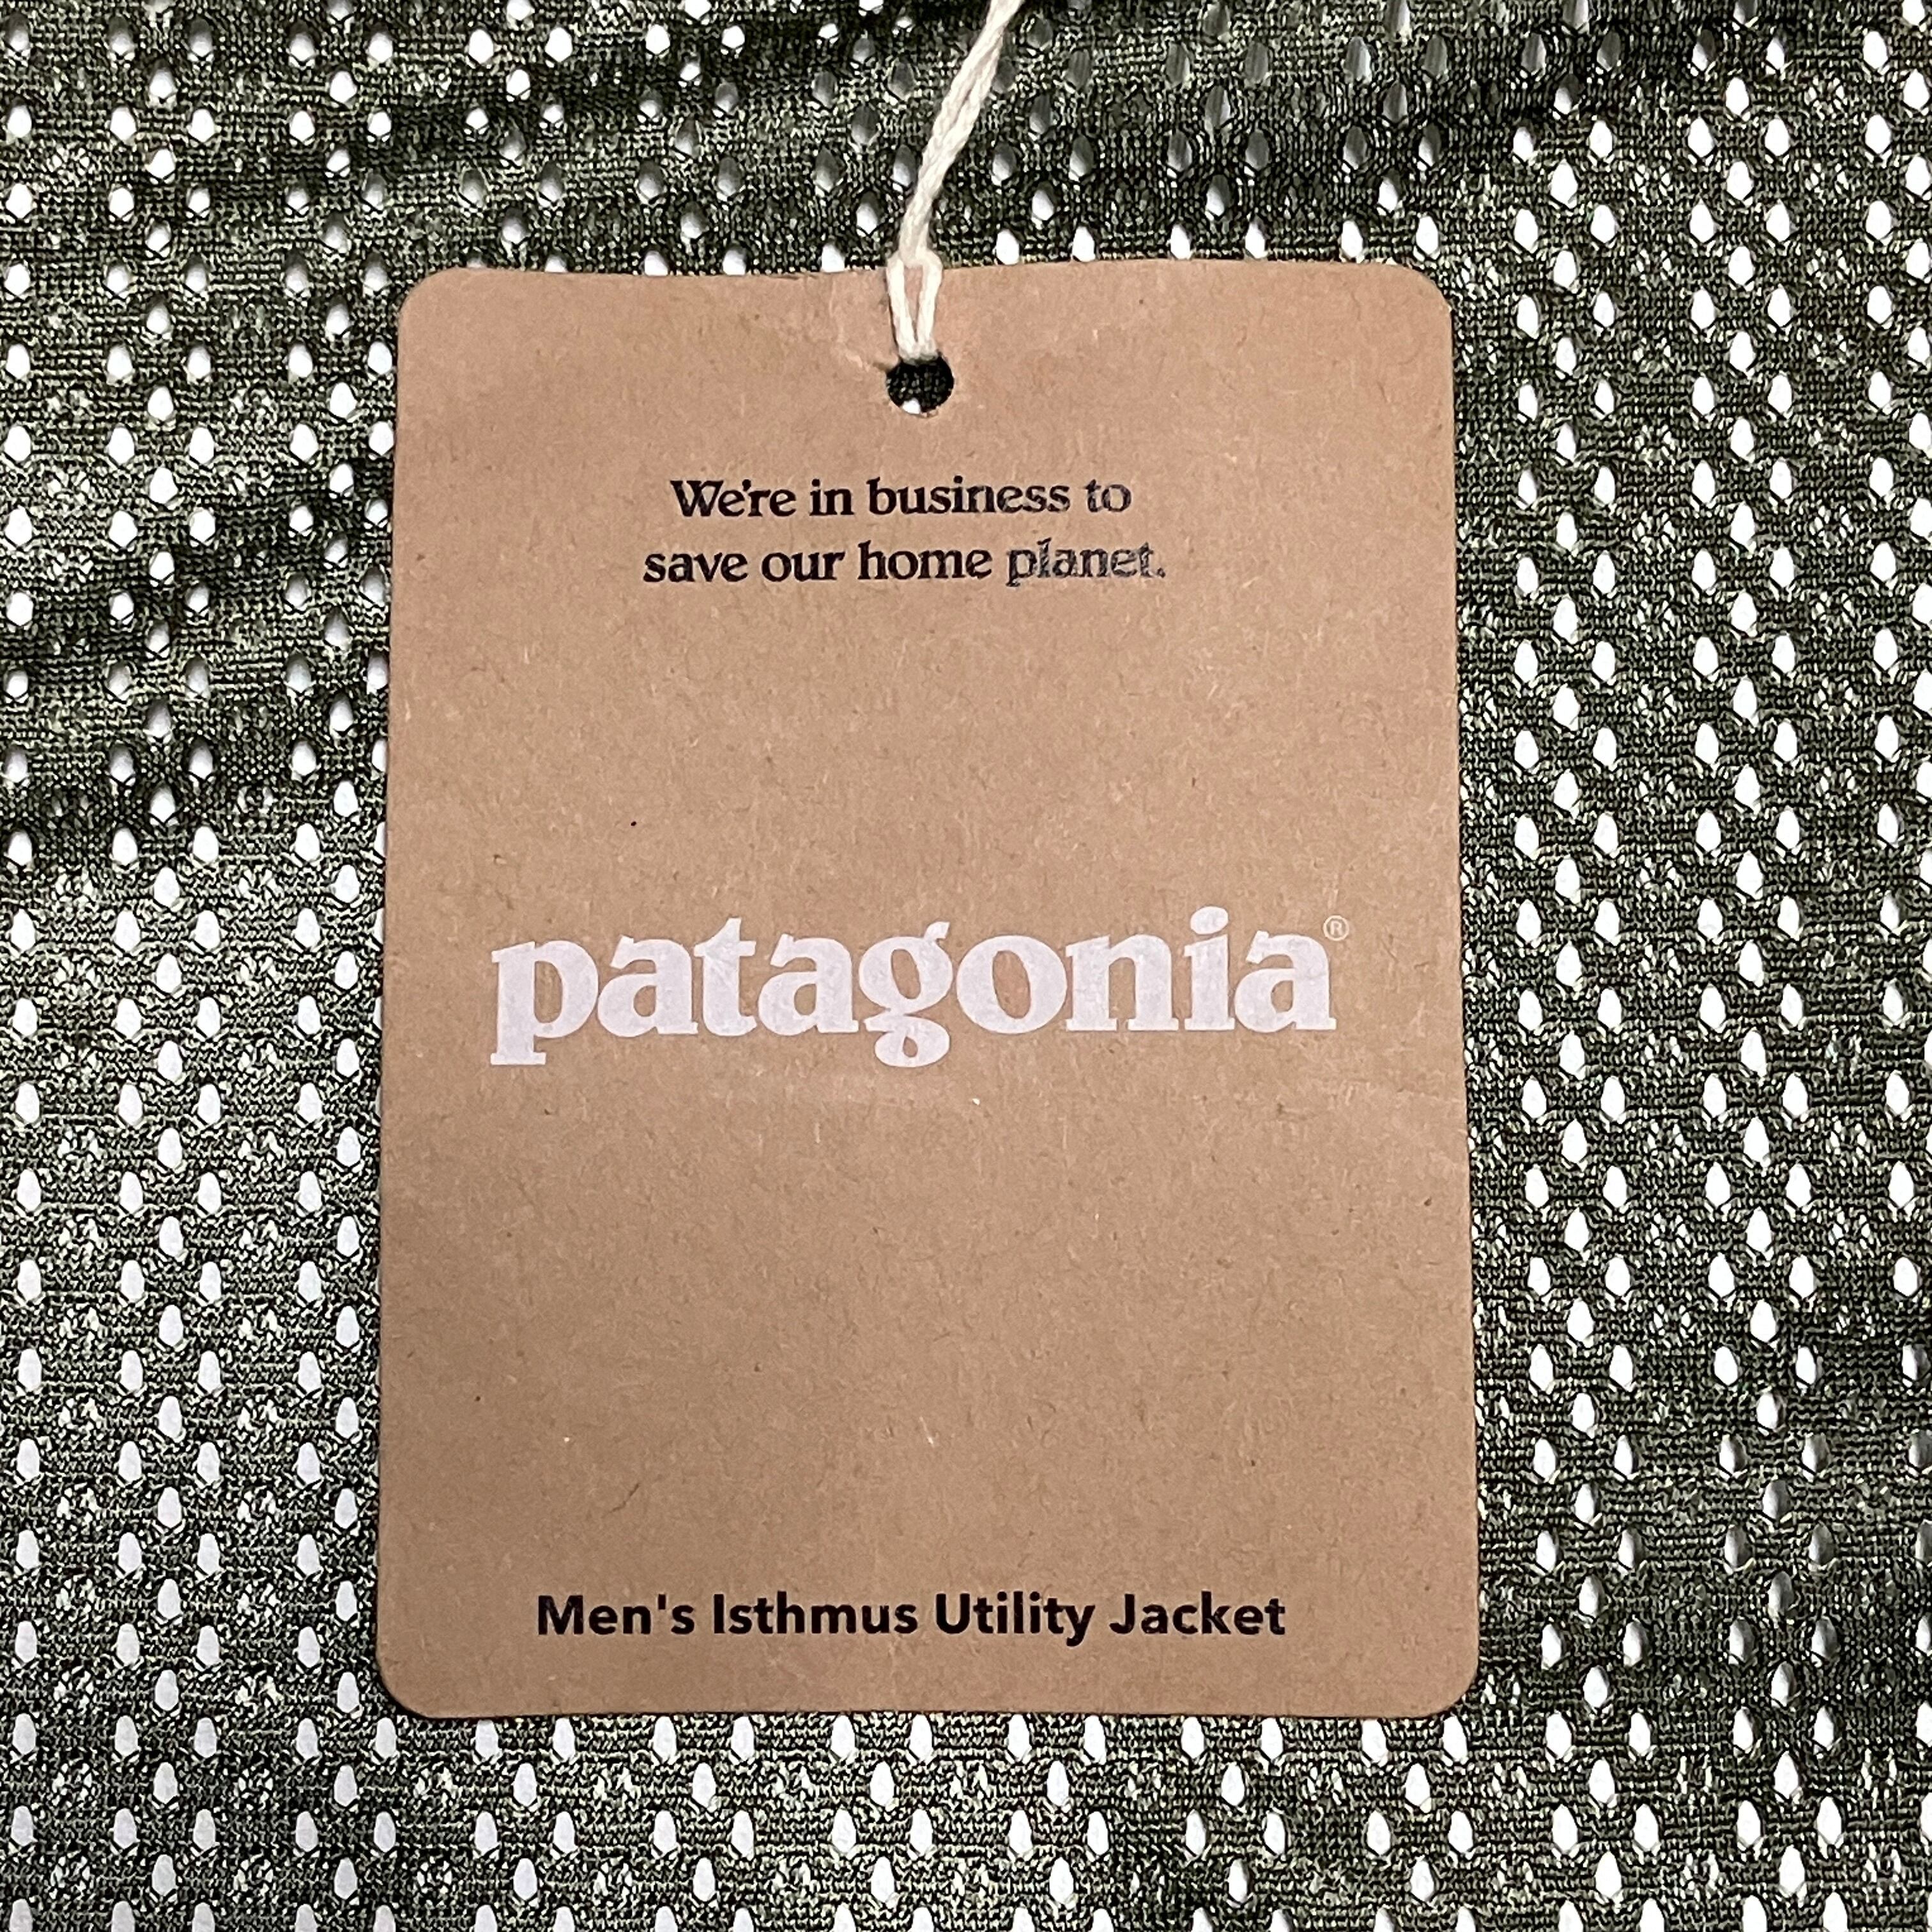 We're in business to
save our home planet.
patagonia®
Men's Isthmus Utility Jacket